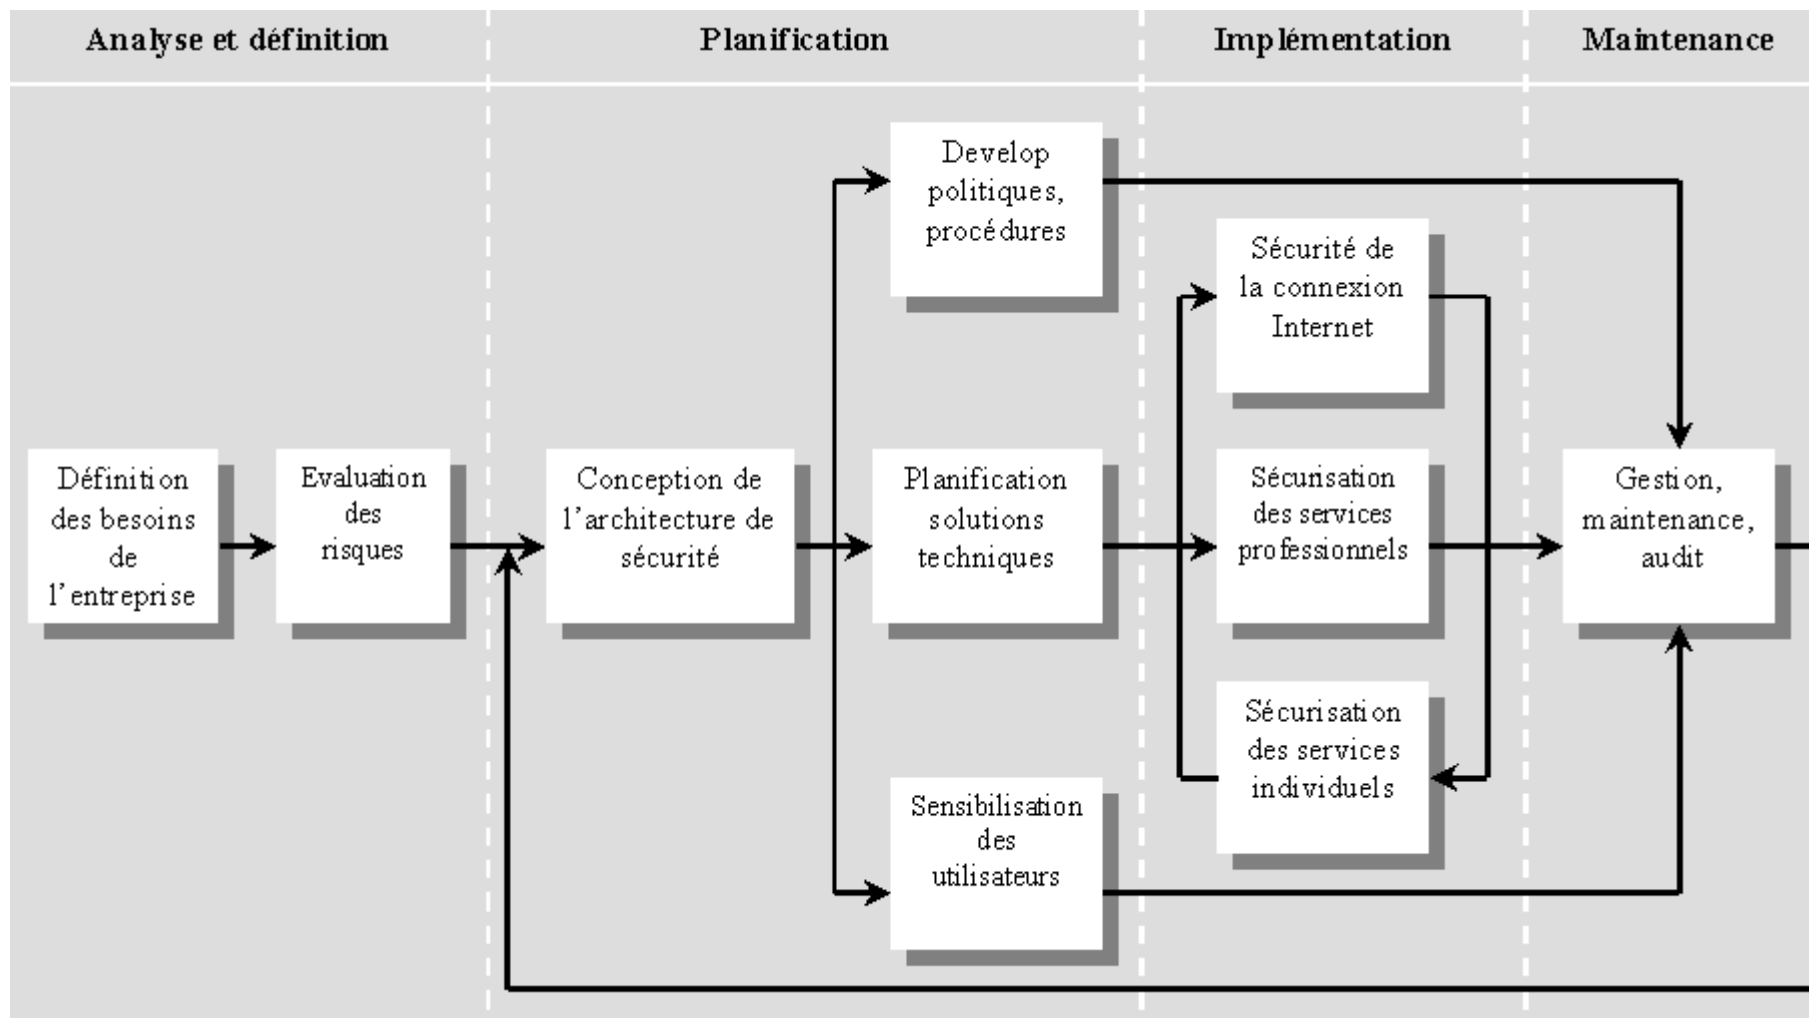 Analyse et définition
Planification
Implémentation
Maintenance
Définition
des besoins
de
l’entreprise
Evaluation
des
risques
Conception de
l’architecture de
sécurité
Develop
politiques,
procédures
Planification
solutions
techniques
Sensibilisation
des
utilisateurs
Sécurité de
la connexion
Internet
Sécurisation
des services
professionnels
Sécurisation
des services
individuels
Gestion,
maintenance,
audit